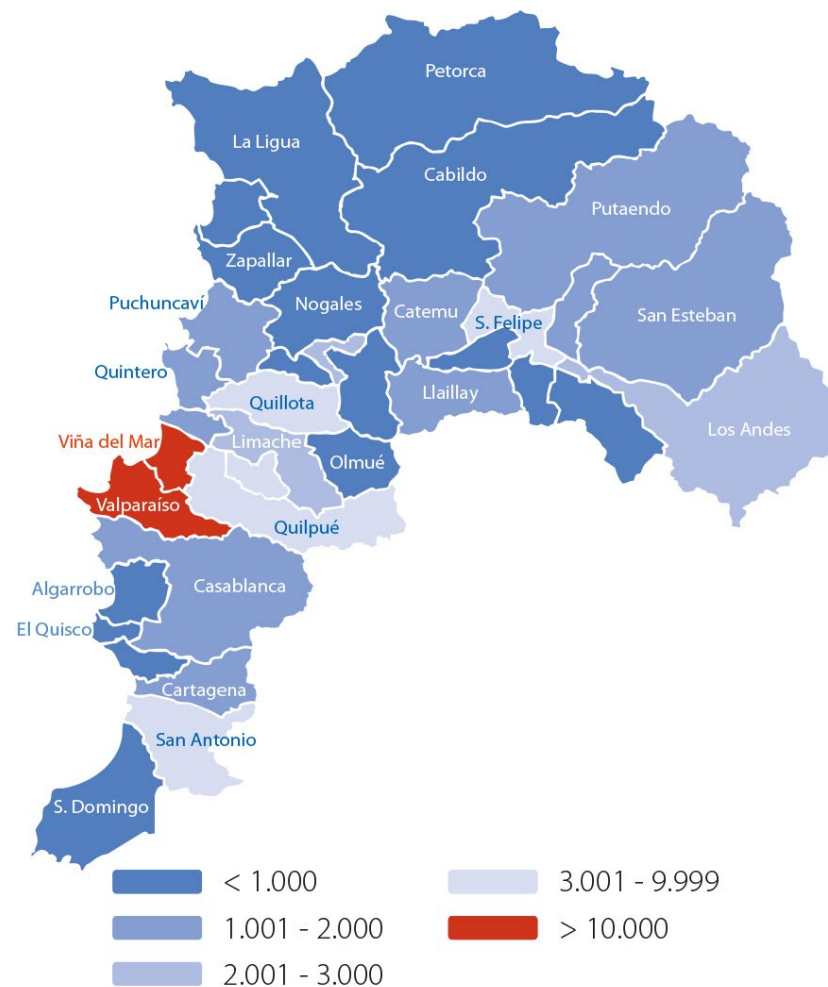 Petorca
La Ligua
Cabildo
Putaendo
Zapallar
Puchuncaví
Nogales
Catemu
S. Felipe
San Esteban
Quintero
Llaillay
Quillota
Los Andes
Viña del Mar
Limache
Olmué
Valparaíso
Quilpué
Algarrobo
Casablanca
El Quisco
Cartagena
San Antonio
S. Domingo
< 1.000
3.001 - 9.999
1.001 - 2.000
> 10.000
2.001 - 3.000